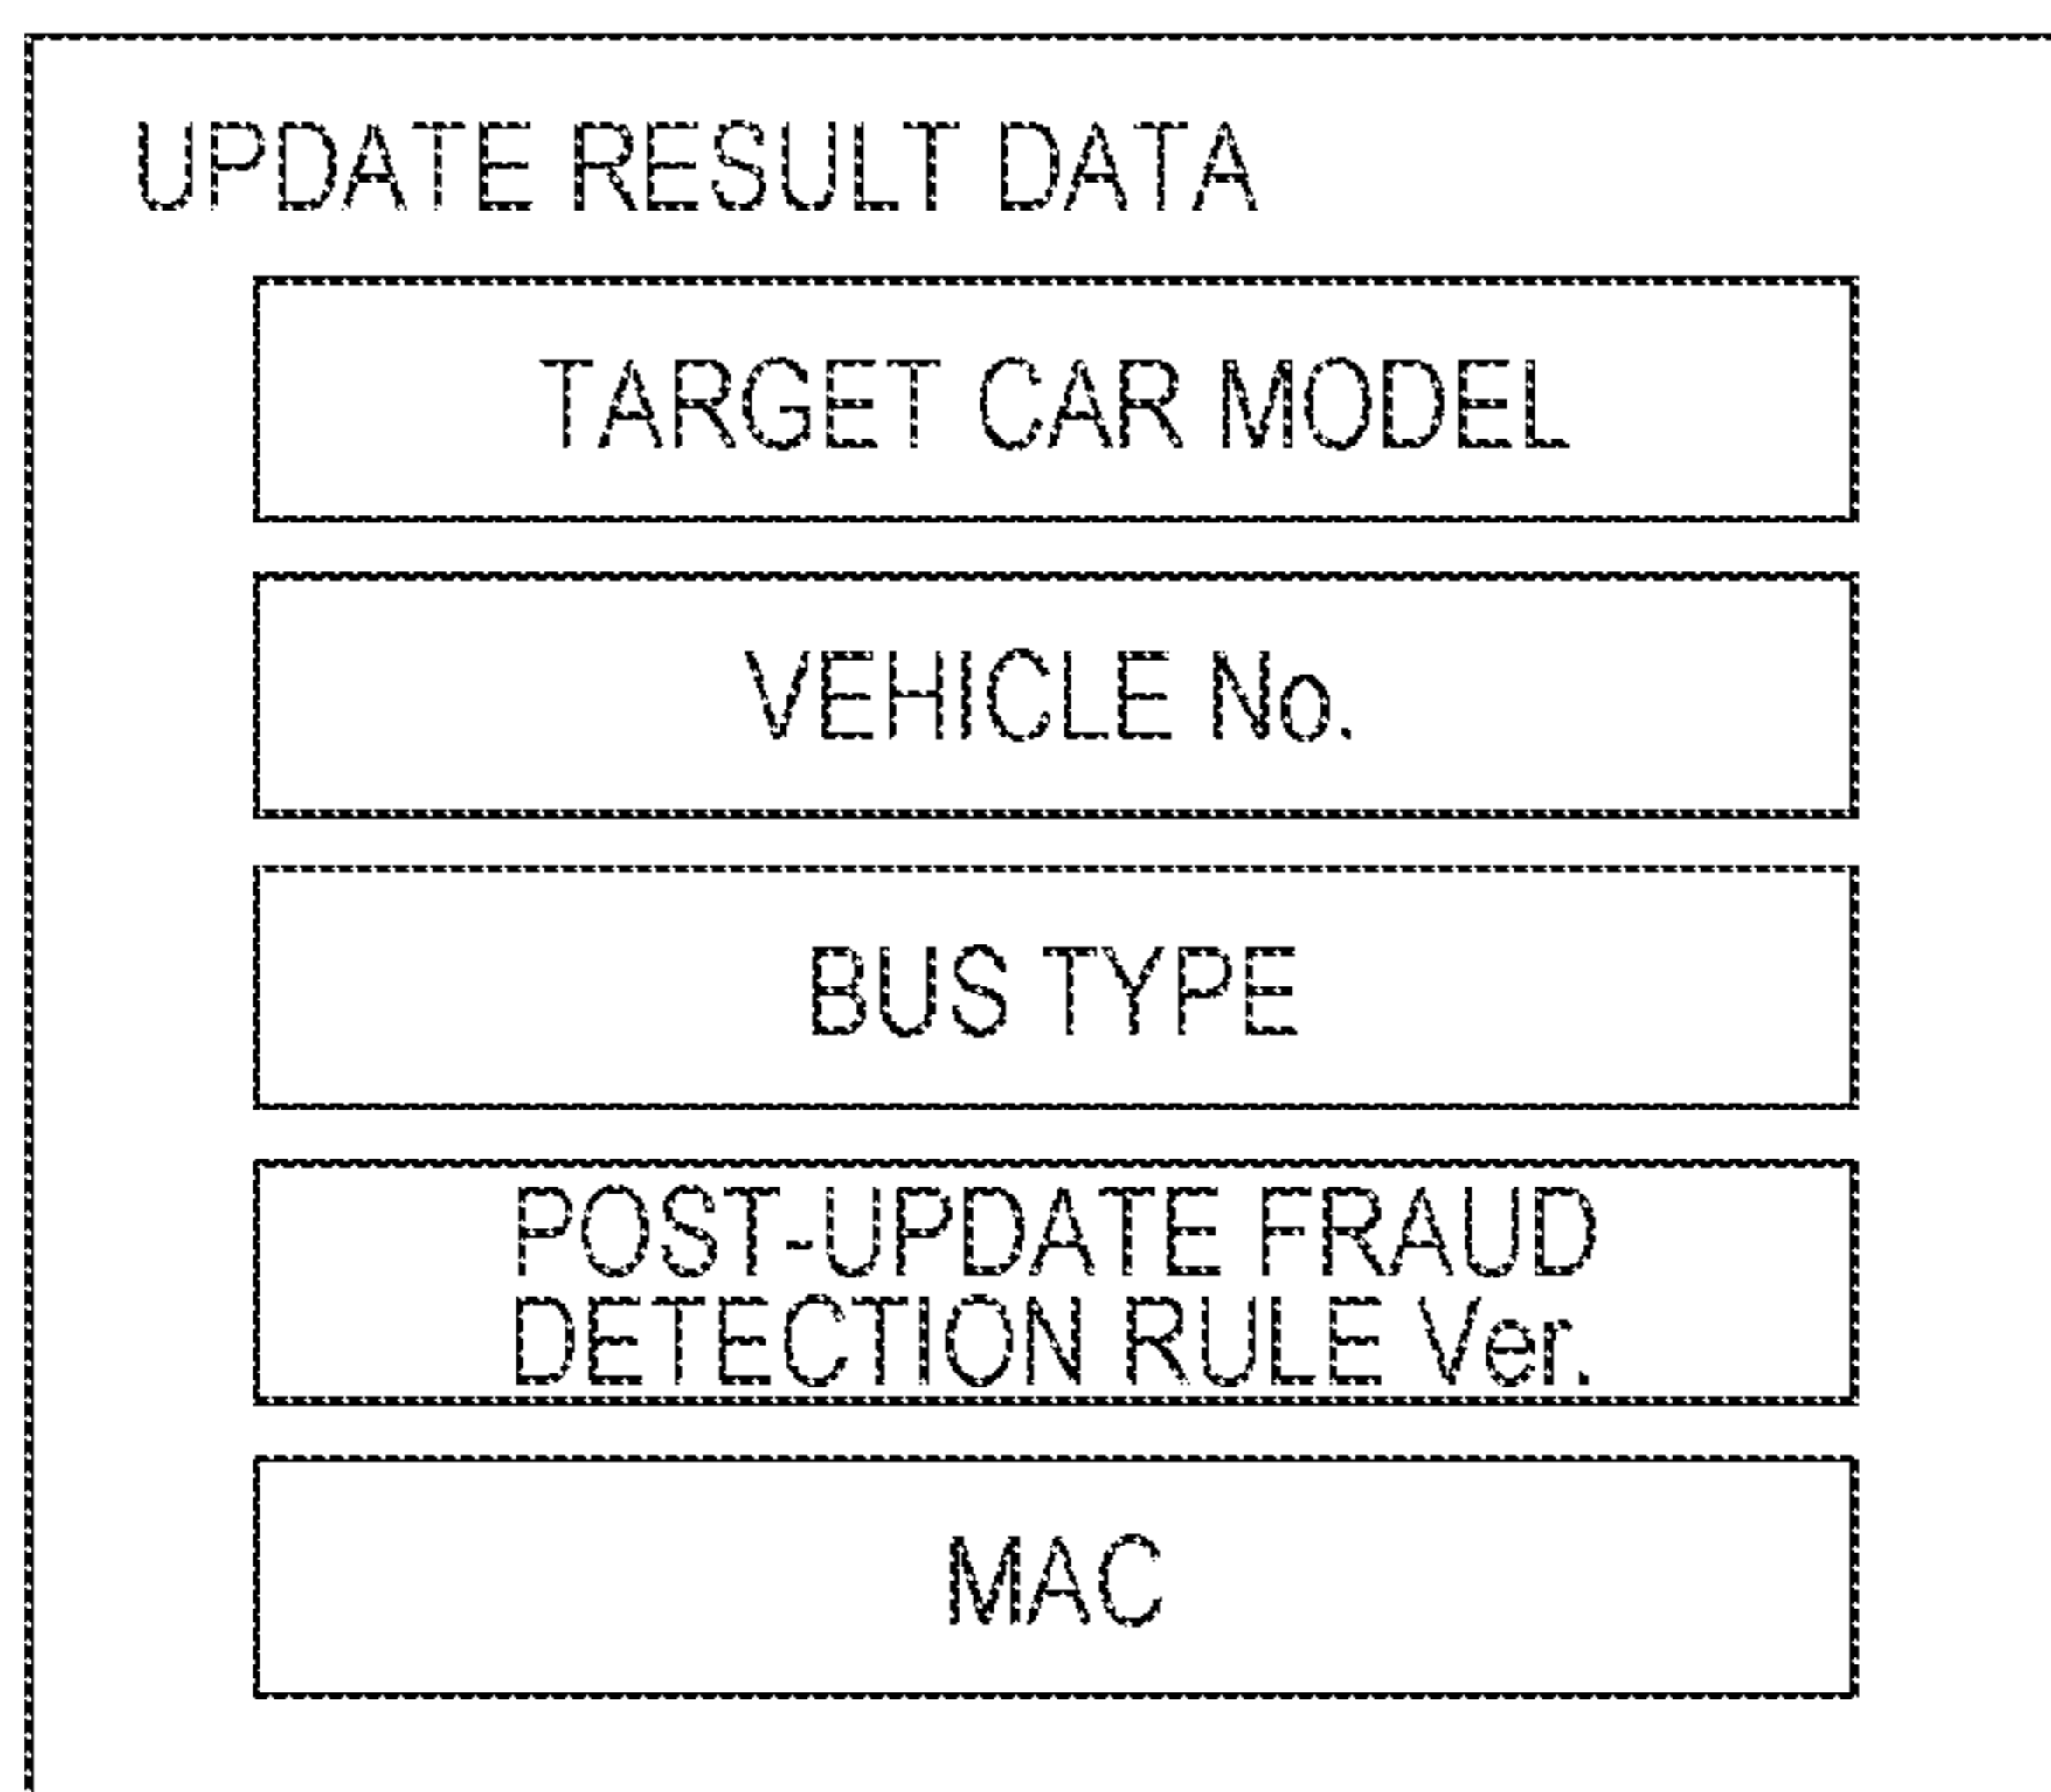 UPDATE RESULT DATA
TARGET CAR MODEL
VEHICLE No.
BUS TYPE
POST-UPDATE FRAUD
DETECTION RULE Ver.
MAC